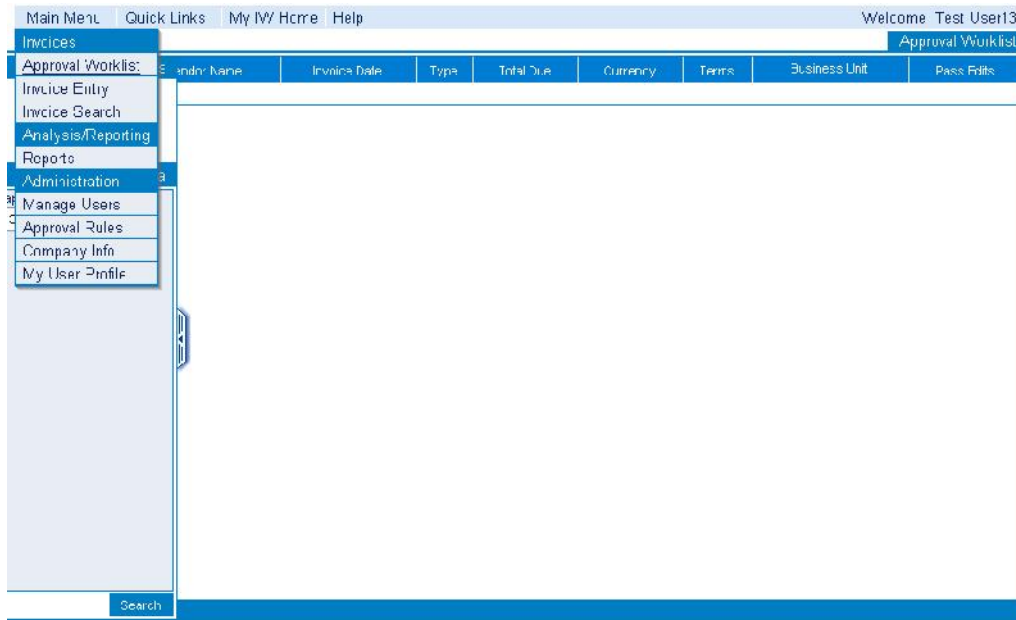 Main Menu Quick Links My IW Home Help Welcome Test User13
Invoices
Approval Worklist
Approval Worklist
Vendor Name Invoice Date Type Total Due Currency Terms Business Unit Pass Edits
Invoice Entry
Invoice Search
Analysis/Reporting
Reports
Administration
Manage Users
Approval Rules
Company Info
My User Profile
Search